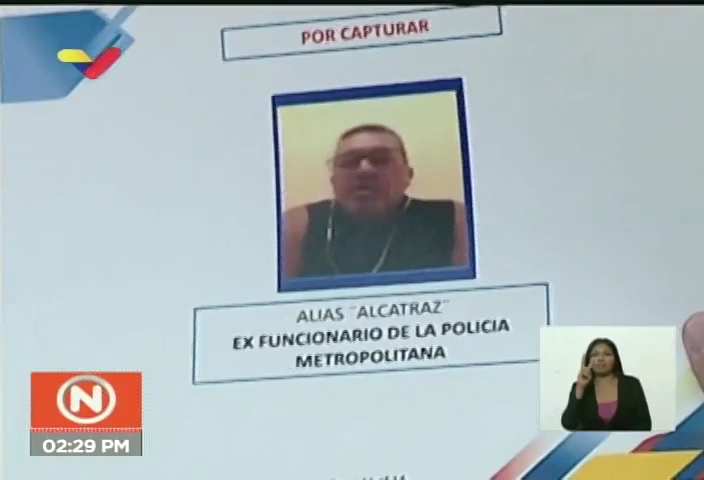 POR CAPTURAR
ALIAS "ALCATRAZ"
EX FUNCIONARIO DE LA POLICIA
METROPOLITANA
N
02:29 PM